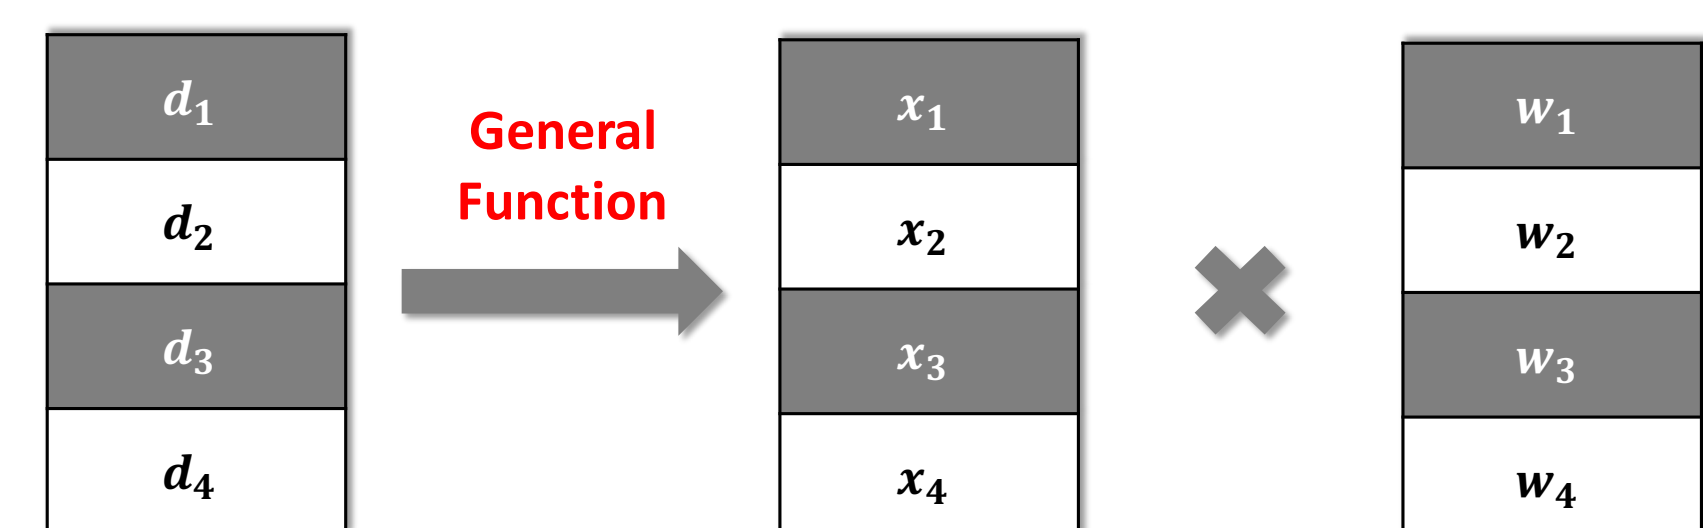 d₁
d₂
d₃
d₄
General
Function
x₁
x₂
x₃
x₄
w₁
w₂
w₃
w₄